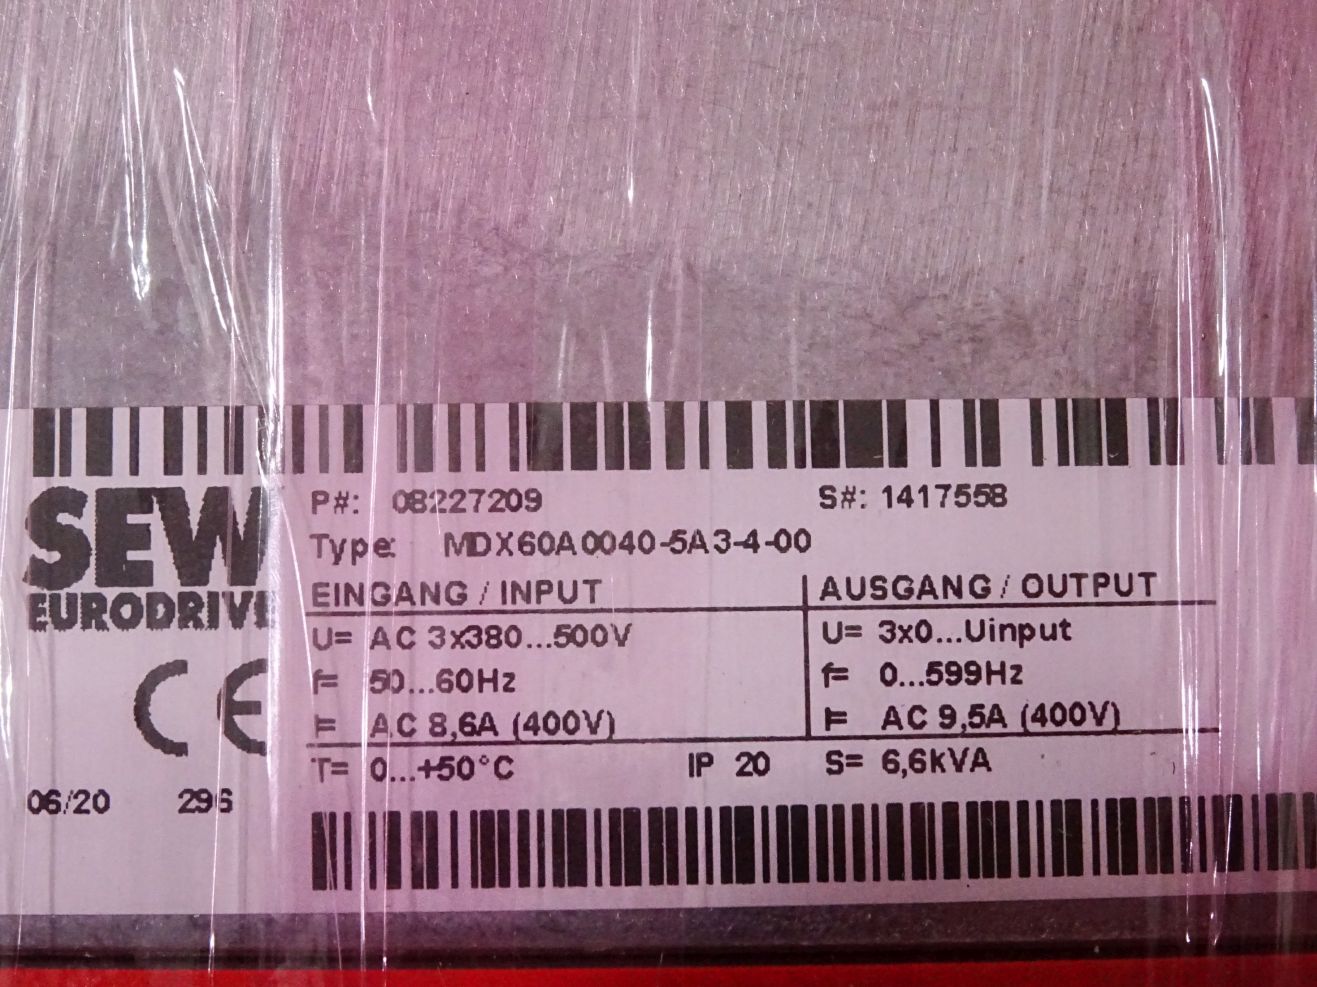 SEW
EURODRIVE
P#: 08227209 S#: 1417558
Type: MDX60A0040-5A3-4-00
EINGANG / INPUT AUSGANG / OUTPUT
U= AC 3x380...500V U= 3x0...Uinput
f= 50...60Hz f= 0...599Hz
I= AC 8,6A (400V) I= AC 9,5A (400V)
T= 0...+50°C IP 20 S= 6,6kVA
CE
06/20 296